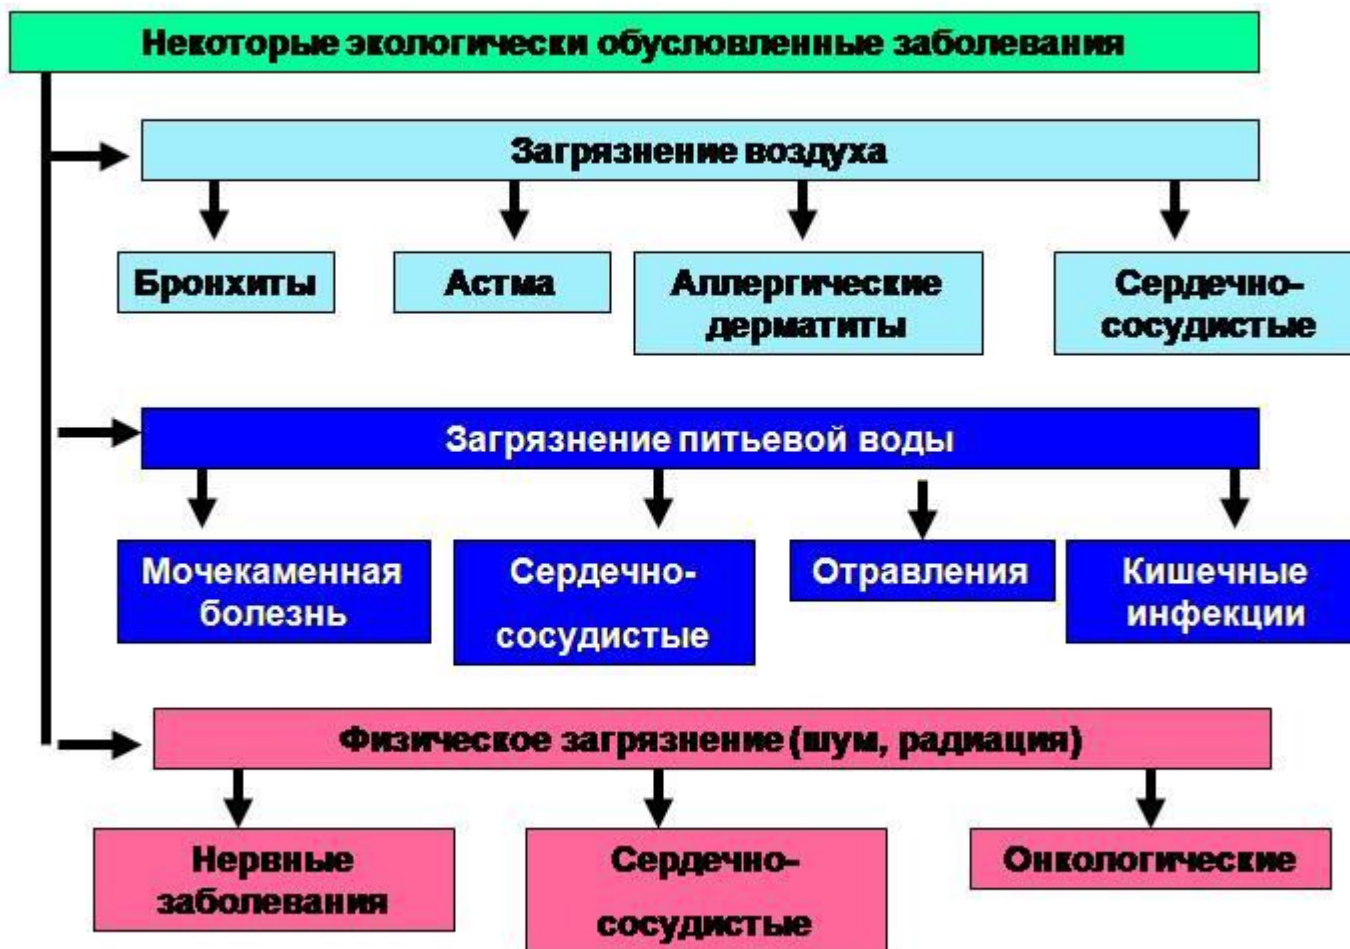 Некоторые экологически обусловленные заболевания
Загрязнение воздуха
Бронхиты
Астма
Аллергические
дерматиты
Сердечно-
сосудистые
Загрязнение питьевой воды
Мочекаменная
болезнь
Сердечно-
сосудистые
Отравления
Кишечные
инфекции
Физическое загрязнение (шум, радиация)
Нервные
заболевания
Сердечно-
сосудистые
Онкологические